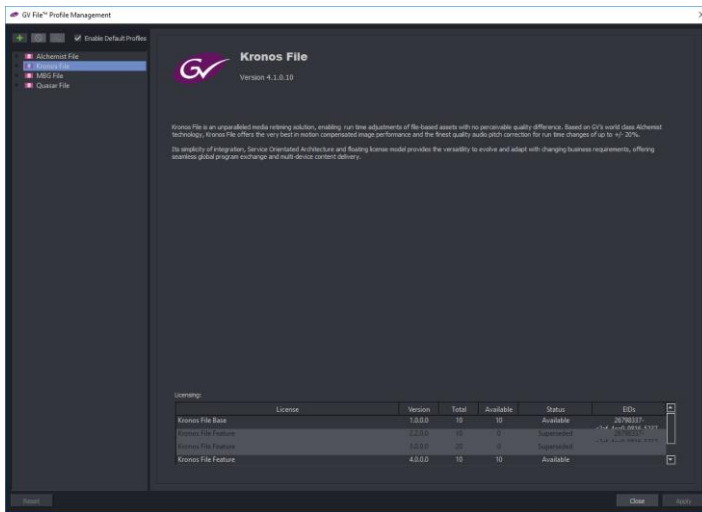 GV File™ Profile Management
Enable Default Profiles
Alchemist File
Kronos File
MBG File
Quasar File
GV
Kronos File
Version 4.1.0.10
Kronos File is an unparalleled media retiming solution, enabling run time adjustments of file-based assets with no perceivable quality difference. Based on GV's world class Alchemist
technology, Kronos File offers the very best in motion compensated image performance and the finest quality audio pitch correction for run time changes of up to +/- 20%.
Its simplicity of integration, Service Orientated Architecture and floating license model provides the versatility to evolve and adapt with changing business requirements, offering
seamless global program exchange and multi-device content delivery.
Licensing:
License Version Total Available Status EIDs
Kronos File Base 1.0.0.0 10 10 Available 26798337-
Kronos File Feature 10 0 Superseded
Kronos File Feature 20 0 Superseded
Kronos File Feature 4.0.0.0 10 10 Available
Reset Close Apply